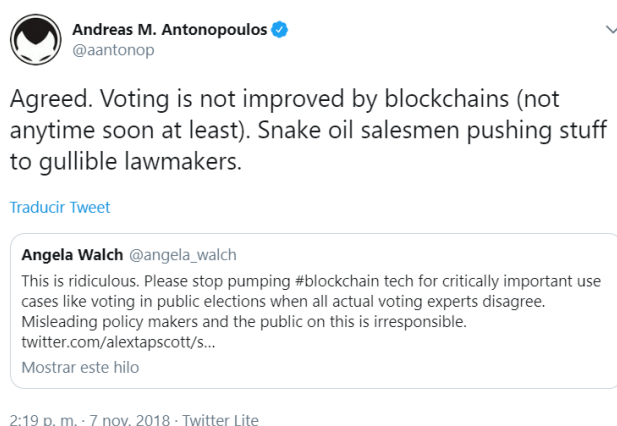 Andreas M. Antonopoulos
@aantonop
Agreed. Voting is not improved by blockchains (not
anytime soon at least). Snake oil salesmen pushing stuff
to gullible lawmakers.
Traducir Tweet
Angela Walch @angela_walch
This is ridiculous. Please stop pumping #blockchain tech for critically important use
cases like voting in public elections when all actual voting experts disagree.
Misleading policy makers and the public on this is irresponsible.
twitter.com/alextapscott/s...
Mostrar este hilo
2:19 p. m. · 7 nov. 2018 · Twitter Lite